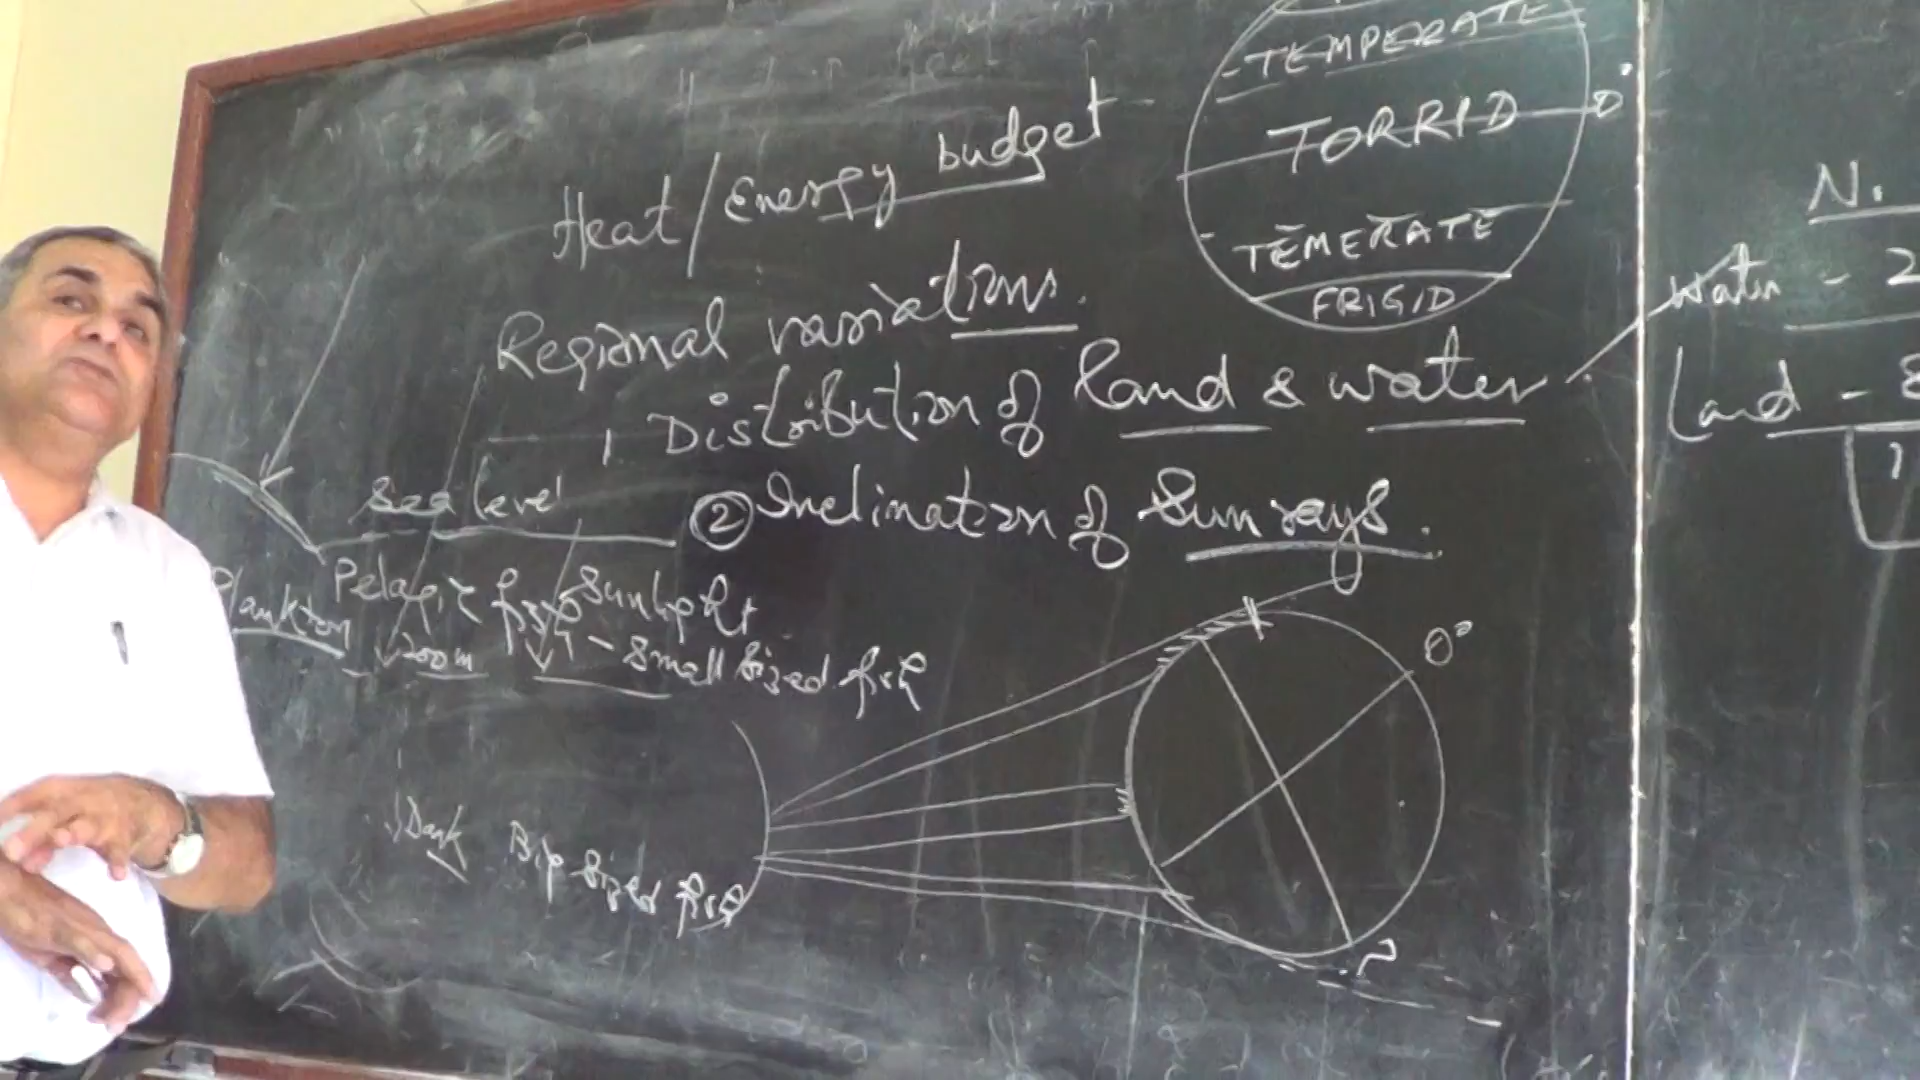 TEMPERATE
TORRID 0°
TEMERATE
FRIGID
Heat/Energy budget
Regional variations.
1. Distribution of land & water
② Inclination of Sun rays.
Sea level
Pelagic fish Sunlight
Plankton 200m - Small sized fish
Dark Big sized fish
0°
N.
Water - 2
Land - 8
1